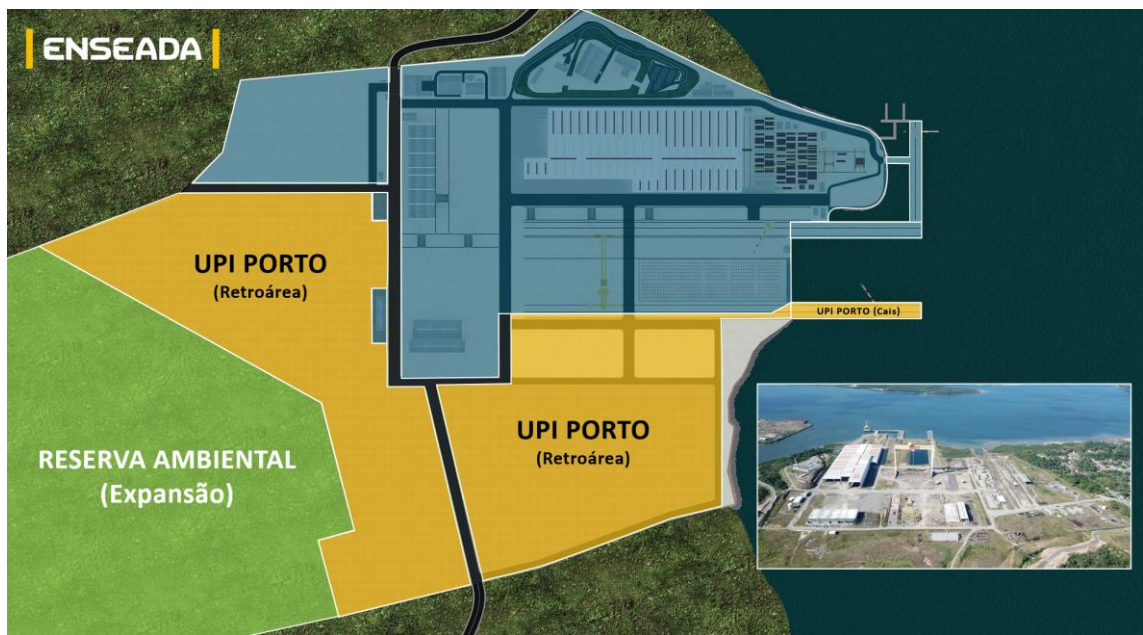 ENSEADA
UPI PORTO
(Retroárea)
UPI PORTO (Cais)
RESERVA AMBIENTAL
(Expansão)
UPI PORTO
(Retroárea)